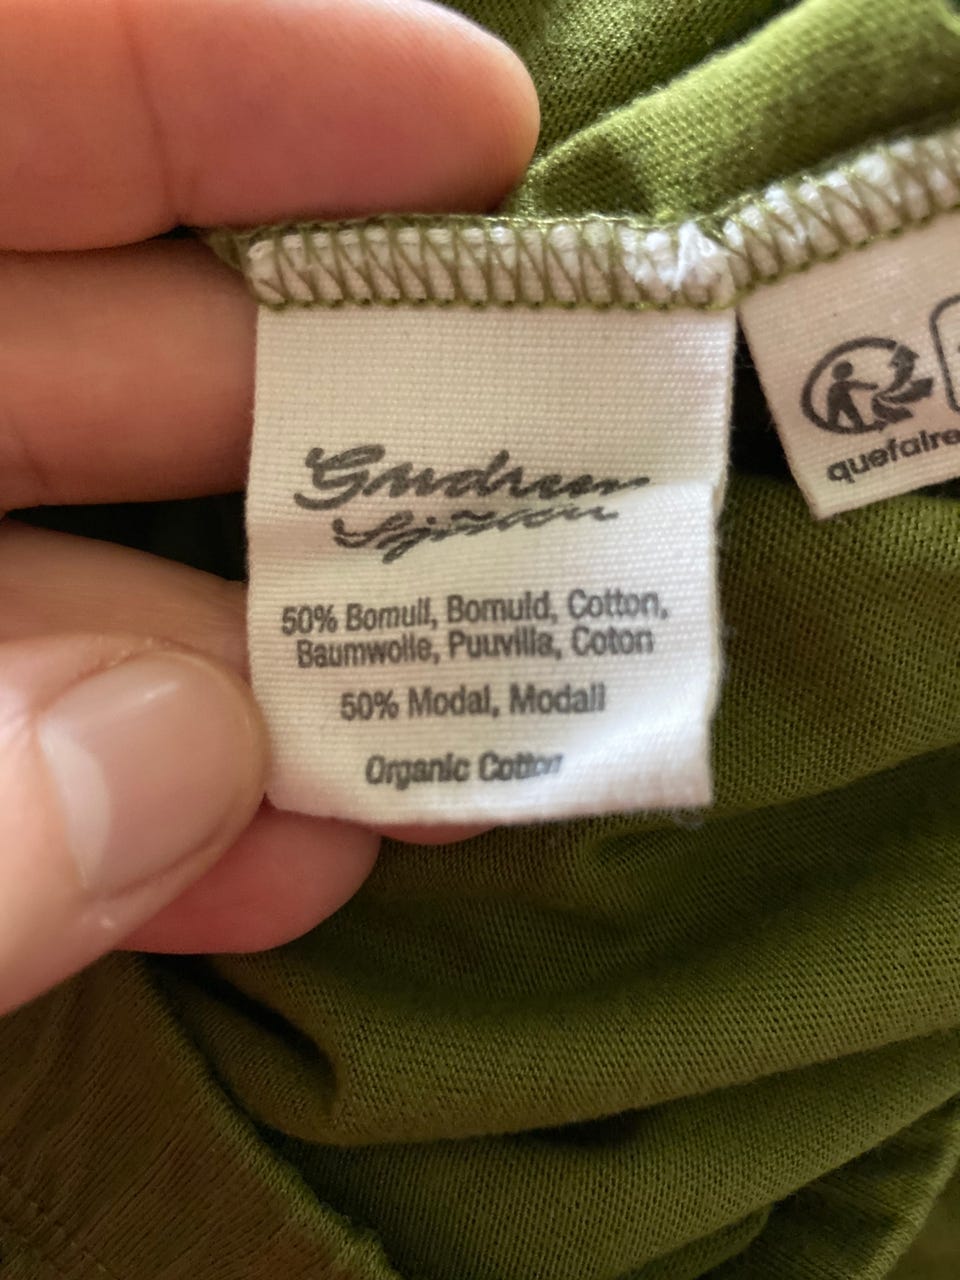 Gudrun
Sjödén
50% Bomull, Bomuld, Cotton,
Baumwolle, Puuvilla, Coton
50% Modal, Modali
Organic Cotton
quefaire